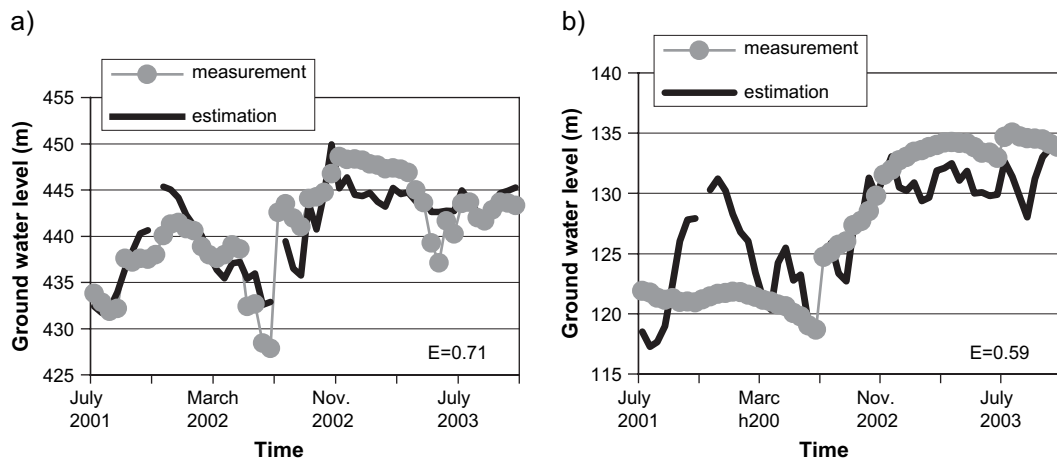 a)
measurement
estimation
Ground water level (m)
455
450
445
440
435
430
425
E=0.71
July
2001
March
2002
Nov.
2002
July
2003
Time
b)
measurement
estimation
Ground water level (m)
140
135
130
125
120
115
E=0.59
July
2001
Marc
h200
Nov.
2002
July
2003
Time